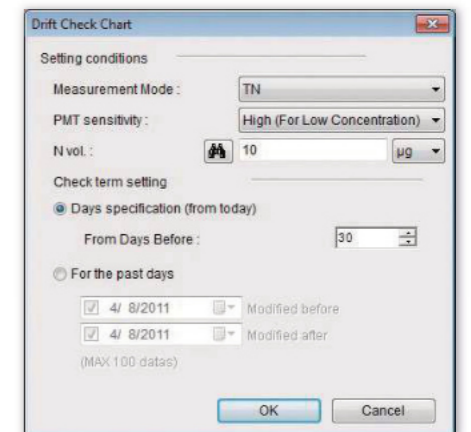 Drift Check Chart
Setting conditions
Measurement Mode : TN
PMT sensitivity : High (For Low Concentration)
N vol. : 10 µg
Check term setting
Days specification (from today)
From Days Before : 30
For the past days
4/ 8/2011 Modified before
4/ 8/2011 Modified after
(MAX 100 datas)
OK Cancel